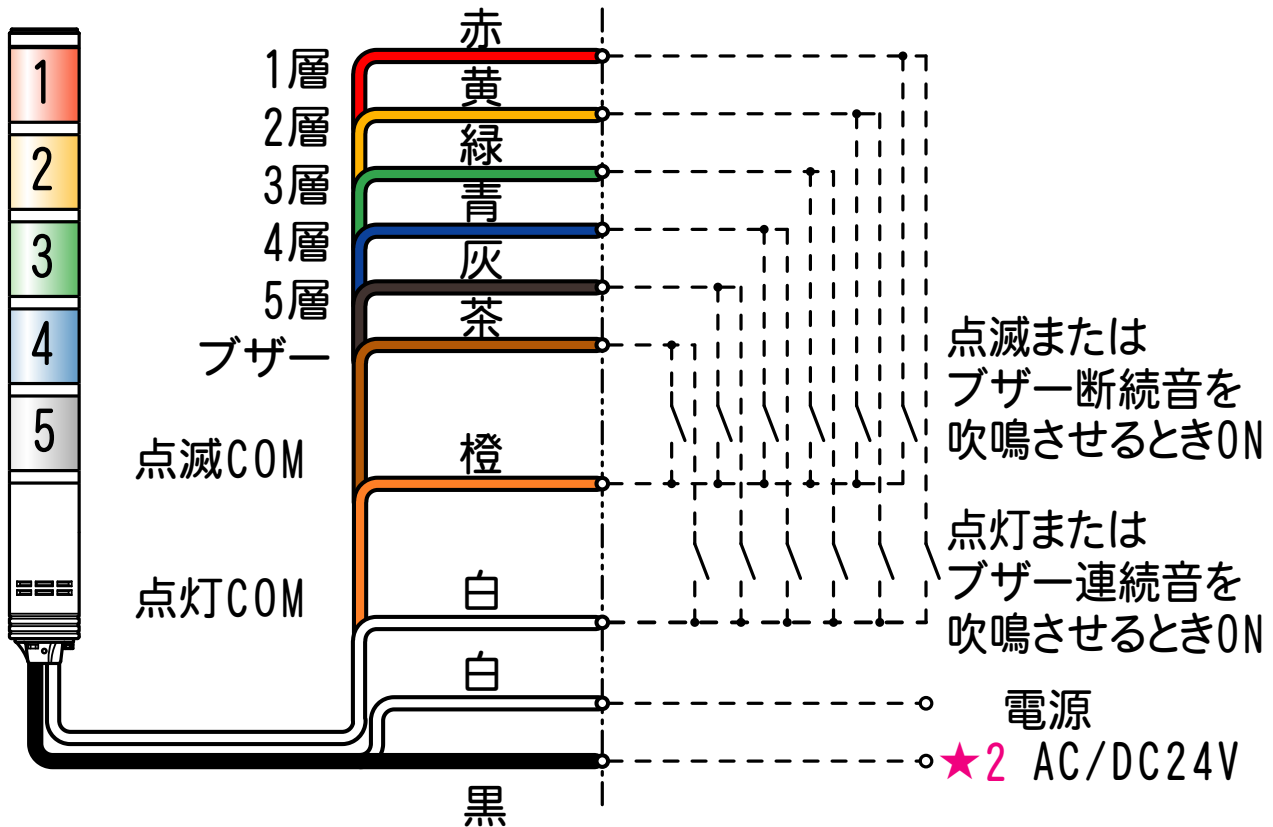 1
2
3
4
5
赤
1層
黄
2層
緑
3層
青
4層
灰
5層
茶
ブザー
橙
点滅COM
白
点灯COM
白
黒
点滅または
ブザー断続音を
吹鳴させるときON
点灯または
ブザー連続音を
吹鳴させるときON
電源
★2 AC/DC24V